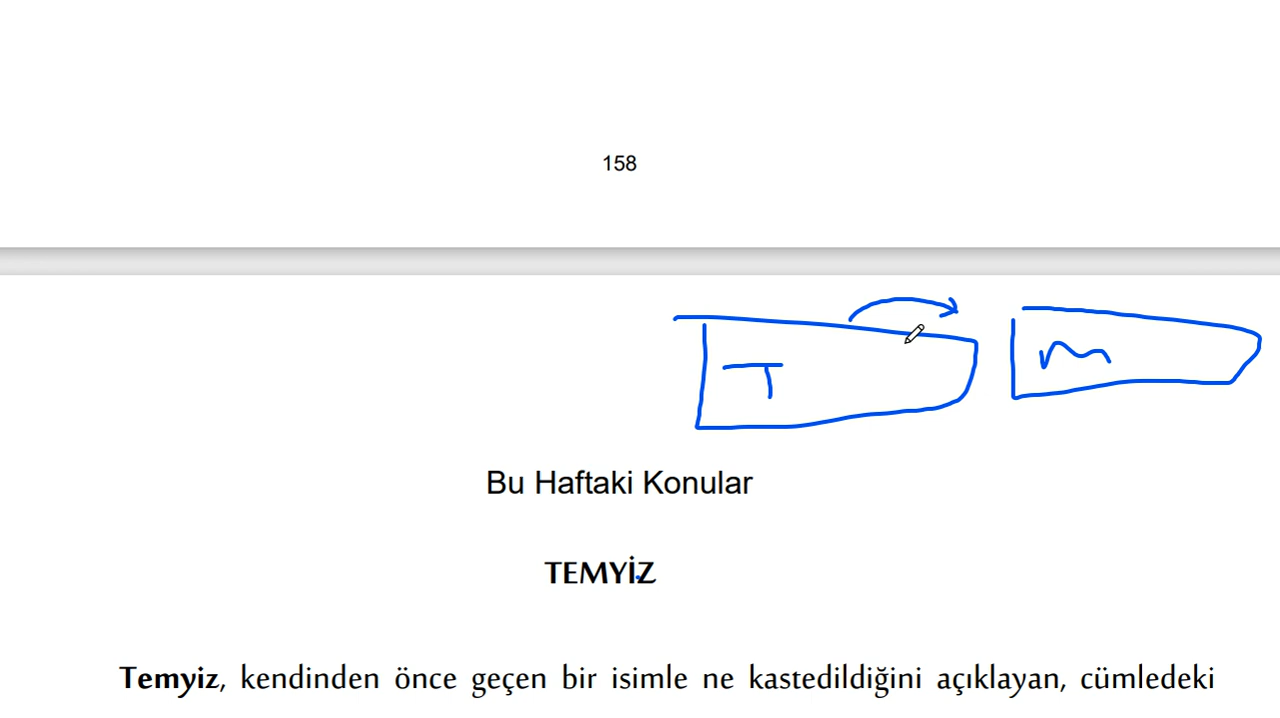 158
T m
Bu Haftaki Konular
TEMYİZ
Temyiz, kendinden önce geçen bir isimle ne kastedildiğini açıklayan, cümledeki